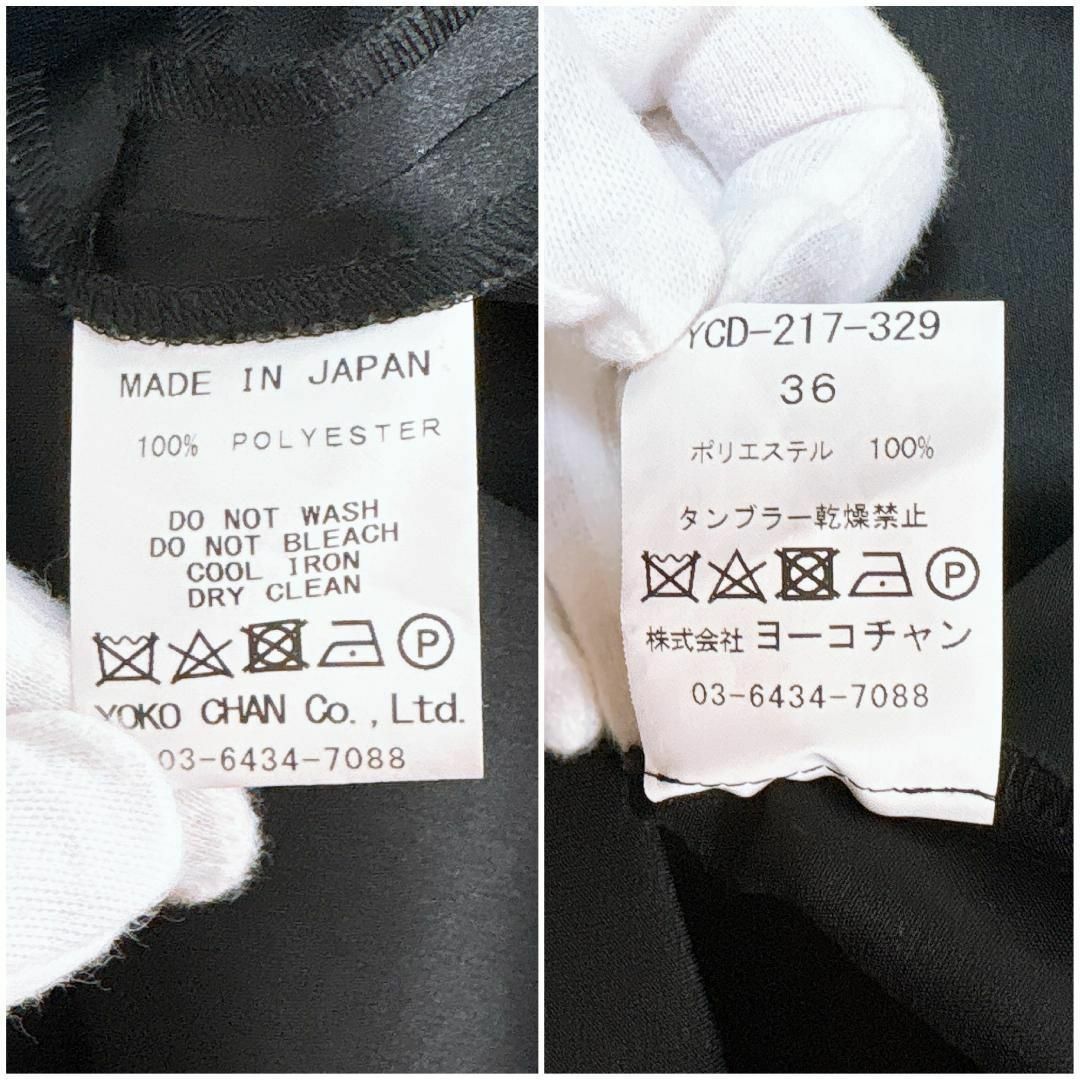 MADE IN JAPAN
100% POLYESTER
DO NOT WASH
DO NOT BLEACH
COOL IRON
DRY CLEAN
P
YOKO CHAN Co., Ltd.
03-6434-7088
YCD-217-329
36
ポリエステル 100%
タンブラー乾燥禁止
P
株式会社 ヨーコチャン
03-6434-7088